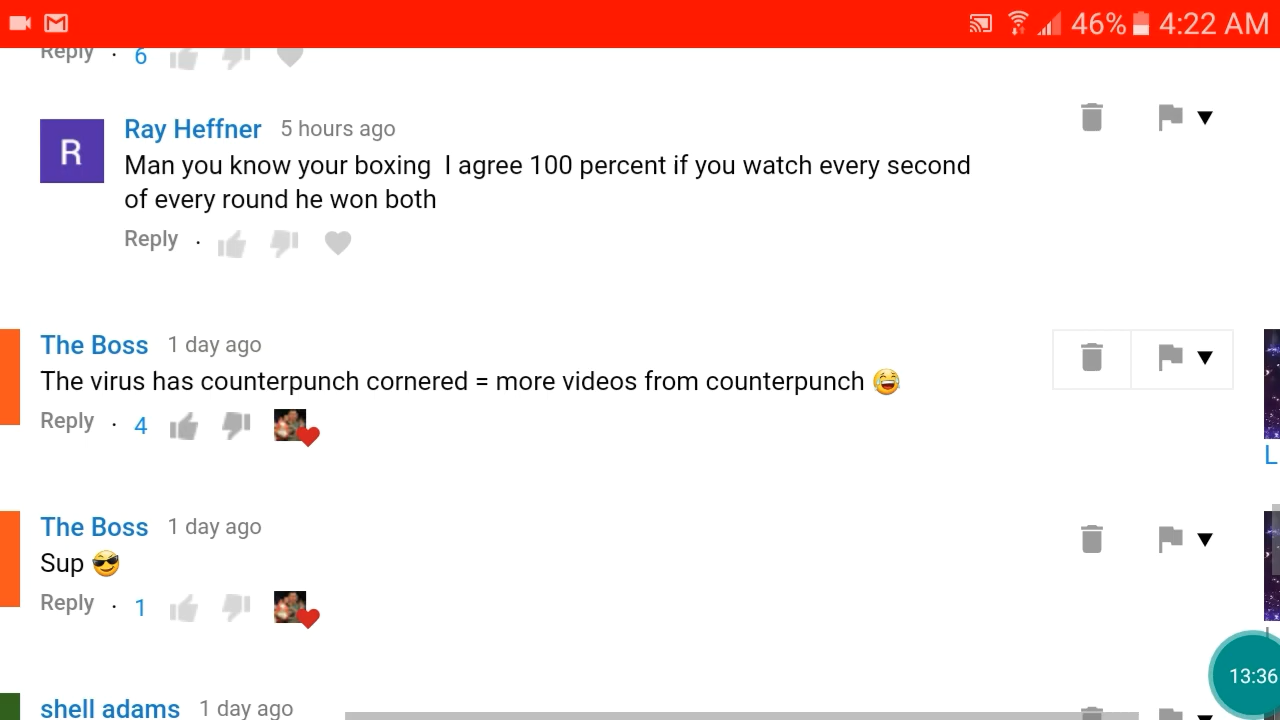 46% 4:22 AM
Reply · 6
R
Ray Heffner 5 hours ago
Man you know your boxing I agree 100 percent if you watch every second
of every round he won both
Reply ·
The Boss 1 day ago
The virus has counterpunch cornered = more videos from counterpunch 😂
Reply · 4
L
The Boss 1 day ago
Sup 😎
Reply · 1
13:36
shell adams 1 day ago